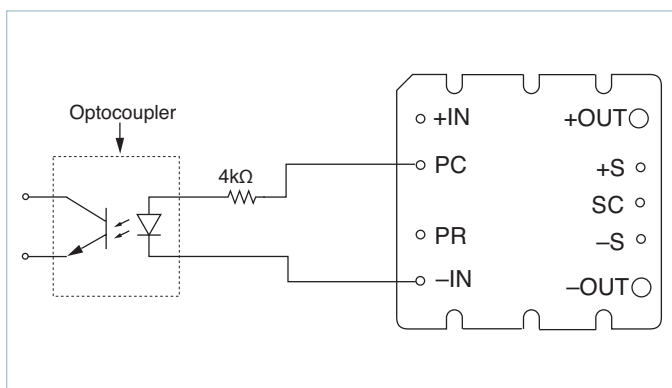 Optocoupler
4kΩ
+IN
PC
PR
–IN
+OUT
+S
SC
–S
–OUT